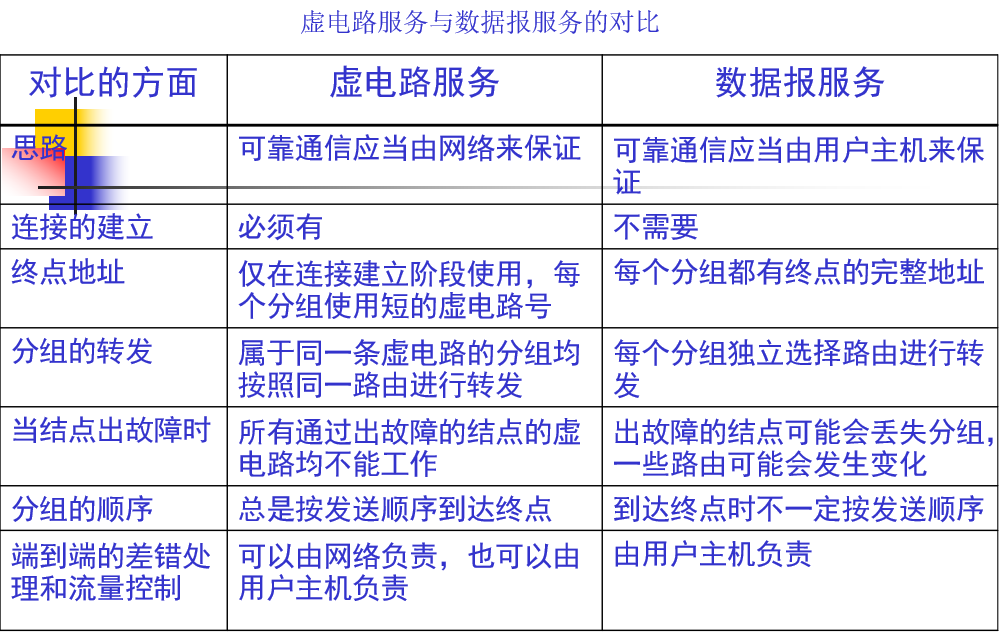 虚电路服务与数据报服务的对比
对比的方面
虚电路服务
数据报服务
思路
可靠通信应当由网络来保证
可靠通信应当由用户主机来保
证
连接的建立
必须有
不需要
终点地址
仅在连接建立阶段使用，每
个分组使用短的虚电路号
每个分组都有终点的完整地址
分组的转发
属于同一条虚电路的分组均
按照同一路由进行转发
每个分组独立选择路由进行转
发
当结点出故障时
所有通过出故障的结点的虚
电路均不能工作
出故障的结点可能会丢失分组，
一些路由可能会发生变化
分组的顺序
总是按发送顺序到达终点
到达终点时不一定按发送顺序
端到端的差错处
理和流量控制
可以由网络负责，也可以由
用户主机负责
由用户主机负责